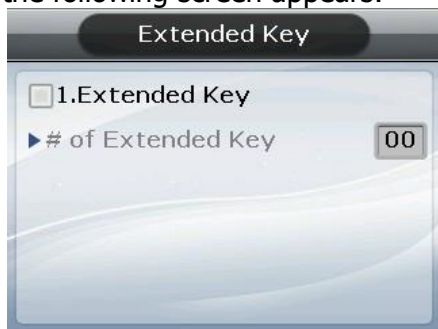 the following screen appears.
Extended Key
1.Extended Key
# of Extended Key 00